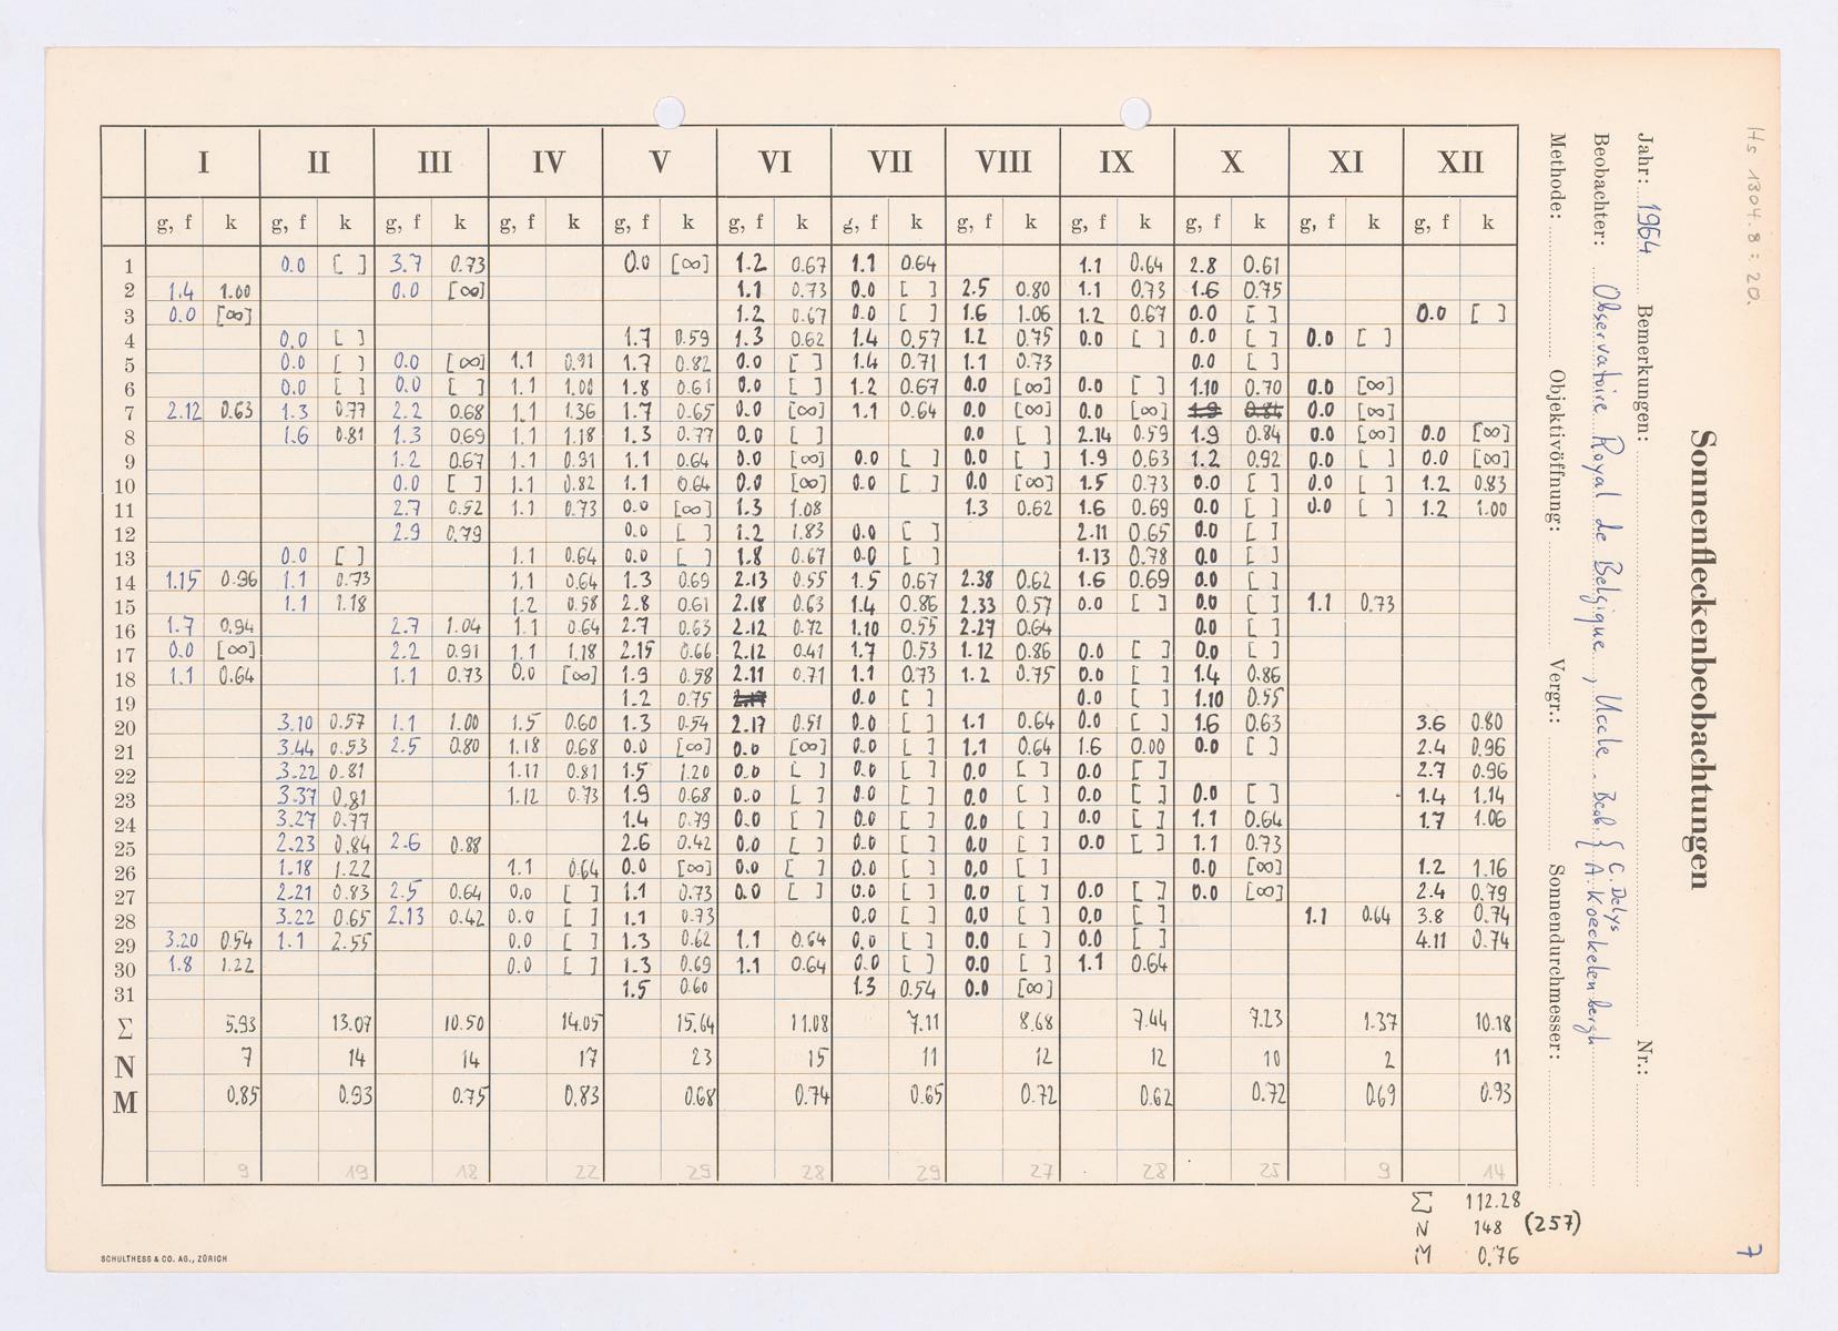 I II III IV V VI VII VIII IX X XI XII
g, f k g, f k g, f k g, f k g, f k g, f k g, f k g, f k g, f k g, f k g, f k g, f k
1 0.0 [ ] 3.7 0.73 0.0 [∞] 1.2 0.67 1.1 0.64 1.1 0.64 2.8 0.61
2 1.4 1.00 0.0 [∞] 1.1 0.73 0.0 [ ] 2.5 0.80 1.1 0.73 1.6 0.75
3 0.0 [∞] 1.2 0.67 0.0 [ ] 1.6 1.06 1.2 0.67 0.0 [ ] 0.0 [ ]
4 0.0 [ ] 1.7 0.59 1.3 0.62 1.4 0.57 1.2 0.75 0.0 [ ] 0.0 [ ] 0.0 [ ]
5 0.0 [ ] 0.0 [∞] 1.1 0.91 1.7 0.82 0.0 [ ] 1.4 0.71 1.1 0.73 0.0 [ ]
6 0.0 [ ] 0.0 [ ] 1.1 1.00 1.8 0.61 0.0 [ ] 1.2 0.67 0.0 [∞] 0.0 [ ] 1.10 0.70 0.0 [∞]
7 2.12 0.63 1.3 0.77 2.2 0.68 1.1 1.36 1.7 0.65 0.0 [∞] 1.1 0.64 0.0 [∞] 0.0 [∞] 1.9 0.84 0.0 [∞]
8 1.6 0.81 1.3 0.69 1.1 1.18 1.3 0.77 0.0 [ ] 0.0 [ ] 2.14 0.59 1.9 0.84 0.0 [∞] 0.0 [∞]
9 1.2 0.67 1.1 0.91 1.1 0.64 0.0 [∞] 0.0 [ ] 0.0 [ ] 1.9 0.63 1.2 0.92 0.0 [ ] 0.0 [∞]
10 0.0 [ ] 1.1 0.82 1.1 0.64 0.0 [∞] 0.0 [ ] 0.0 [∞] 1.5 0.73 0.0 [ ] 0.0 [ ] 1.2 0.83
11 2.7 0.52 1.1 0.73 0.0 [∞] 1.3 1.08 1.3 0.62 1.6 0.69 0.0 [ ] 0.0 [ ] 1.2 1.00
12 2.9 0.79 0.0 [ ] 1.2 1.83 0.0 [ ] 2.11 0.65 0.0 [ ]
13 0.0 [ ] 1.1 0.64 0.0 [ ] 1.8 0.67 0.0 [ ] 1.13 0.78 0.0 [ ]
14 1.15 0.96 1.1 0.73 1.1 0.64 1.3 0.69 2.13 0.55 1.5 0.67 2.38 0.62 1.6 0.69 0.0 [ ]
15 1.1 1.18 1.2 0.58 2.8 0.61 2.18 0.63 1.4 0.86 2.33 0.57 0.0 [ ] 0.0 [ ] 1.1 0.73
16 1.7 0.94 2.7 1.04 1.1 0.64 2.7 0.63 2.12 0.72 1.10 0.55 2.27 0.64 0.0 [ ]
17 0.0 [∞] 2.2 0.91 1.1 1.18 2.15 0.66 2.12 0.41 1.7 0.53 1.12 0.86 0.0 [ ] 0.0 [ ]
18 1.1 0.64 1.1 0.73 0.0 [∞] 1.9 0.58 2.11 0.71 1.1 0.73 1.2 0.75 0.0 [ ] 1.4 0.86
19 1.2 0.75 0.0 [ ] 0.0 [ ] 1.10 0.55
20 3.10 0.57 1.1 1.00 1.5 0.60 1.3 0.54 2.17 0.51 0.0 [ ] 1.1 0.64 0.0 [ ] 1.6 0.63 3.6 0.80
21 3.44 0.53 2.5 0.80 1.18 0.68 0.0 [∞] 0.0 [∞] 0.0 [ ] 1.1 0.64 1.6 0.00 0.0 [ ] 2.4 0.96
22 3.22 0.81 1.11 0.81 1.5 1.20 0.0 [ ] 0.0 [ ] 0.0 [ ] 0.0 [ ] 2.7 0.96
23 3.37 0.81 1.12 0.73 1.9 0.68 0.0 [ ] 0.0 [ ] 0.0 [ ] 0.0 [ ] 0.0 [ ] 1.4 1.14
24 3.27 0.77 1.4 0.79 0.0 [ ] 0.0 [ ] 0.0 [ ] 0.0 [ ] 1.1 0.64 1.7 1.06
25 2.23 0.84 2.6 0.88 2.6 0.42 0.0 [ ] 0.0 [ ] 0.0 [ ] 0.0 [ ] 1.1 0.73
26 1.18 1.22 1.1 0.64 0.0 [∞] 0.0 [ ] 0.0 [ ] 0.0 [ ] 0.0 [∞] 1.2 1.16
27 2.21 0.83 2.5 0.64 0.0 [ ] 1.1 0.73 0.0 [ ] 0.0 [ ] 0.0 [ ] 0.0 [ ] 0.0 [∞] 2.4 0.79
28 3.22 0.65 2.13 0.42 0.0 [ ] 1.1 0.73 0.0 [ ] 0.0 [ ] 0.0 [ ] 1.1 0.64 3.8 0.74
29 3.20 0.54 1.1 2.55 0.0 [ ] 1.3 0.62 1.1 0.64 0.0 [ ] 0.0 [ ] 0.0 [ ] 4.11 0.74
30 1.8 1.22 0.0 [ ] 1.3 0.69 1.1 0.64 0.0 [ ] 0.0 [ ] 1.1 0.64
31 1.5 0.60 1.3 0.54 0.0 [∞]
Σ 5.93 13.07 10.50 14.05 15.64 11.08 7.11 8.68 7.44 7.23 1.37 10.18
N 7 14 14 17 23 15 11 12 12 10 2 11
M 0.85 0.93 0.75 0.83 0.68 0.74 0.65 0.72 0.62 0.72 0.69 0.93
9 19 18 22 29 28 29 27 28 25 9 14
Σ 112.28
N 148 (257)
M 0.76
SCHULTHESS & CO. AG., ZÜRICH
Hs 1304.8 : 20.
Sonnenfleckenbeobachtungen
Jahr: 1964 Bemerkungen: Nr.:
Beobachter: Observatoire Royal de Belgique, Uccle. Beob. { C. Delys
A. Koeckelenbergh
Methode: Objektivöffnung: Vergr.: Sonnendurchmesser:
7